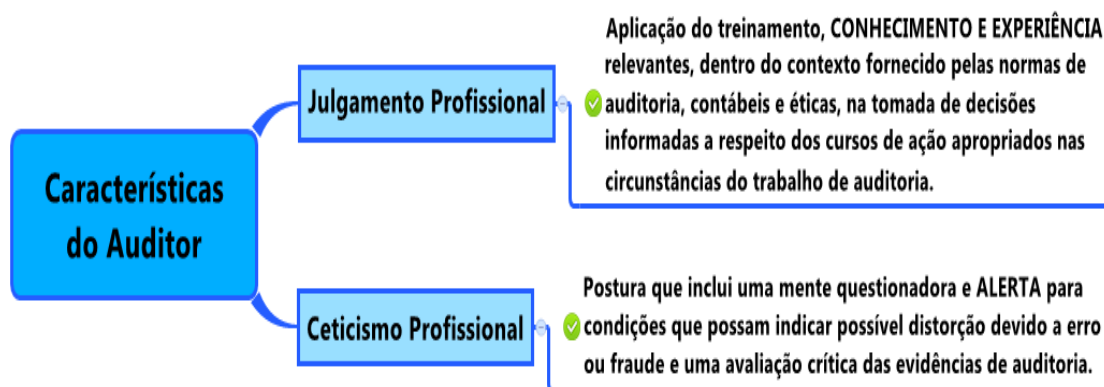 Características
do Auditor
Julgamento Profissional
Aplicação do treinamento, CONHECIMENTO E EXPERIÊNCIA
relevantes, dentro do contexto fornecido pelas normas de
auditoria, contábeis e éticas, na tomada de decisões
informadas a respeito dos cursos de ação apropriados nas
circunstâncias do trabalho de auditoria.
Ceticismo Profissional
Postura que inclui uma mente questionadora e ALERTA para
condições que possam indicar possível distorção devido a erro
ou fraude e uma avaliação crítica das evidências de auditoria.